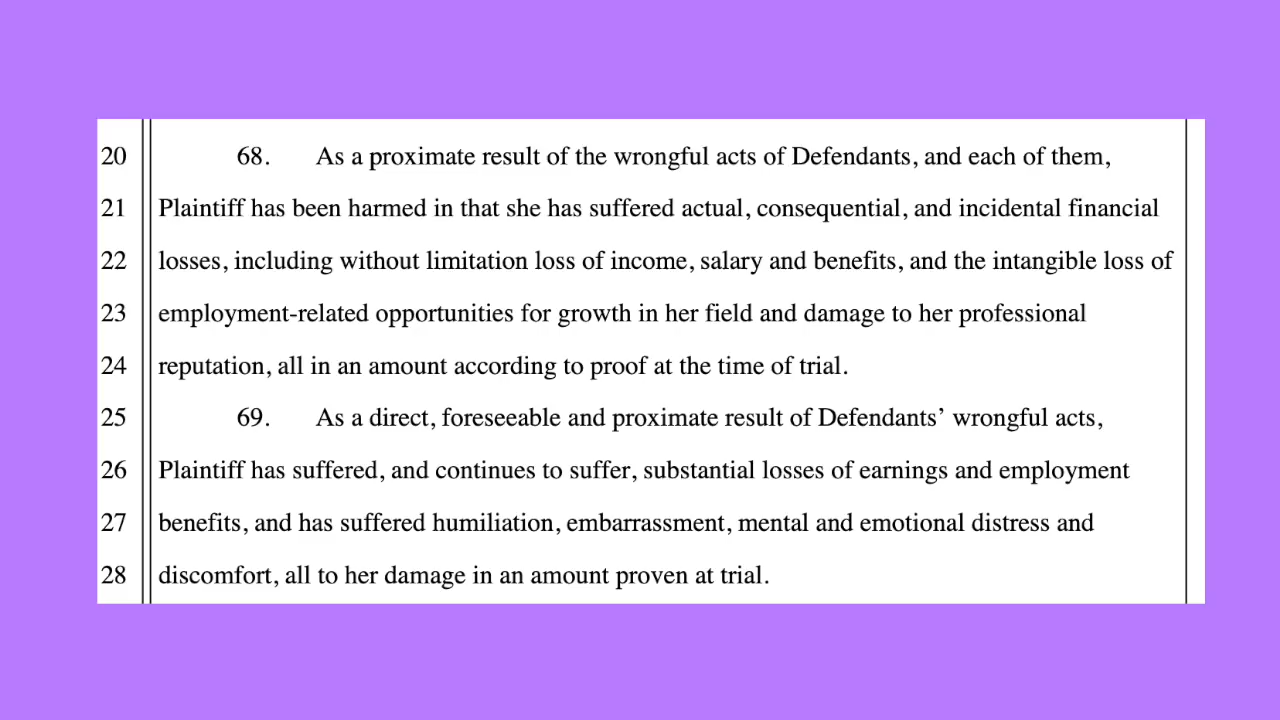 20 68. As a proximate result of the wrongful acts of Defendants, and each of them,
21 Plaintiff has been harmed in that she has suffered actual, consequential, and incidental financial
22 losses, including without limitation loss of income, salary and benefits, and the intangible loss of
23 employment-related opportunities for growth in her field and damage to her professional
24 reputation, all in an amount according to proof at the time of trial.
25 69. As a direct, foreseeable and proximate result of Defendants’ wrongful acts,
26 Plaintiff has suffered, and continues to suffer, substantial losses of earnings and employment
27 benefits, and has suffered humiliation, embarrassment, mental and emotional distress and
28 discomfort, all to her damage in an amount proven at trial.